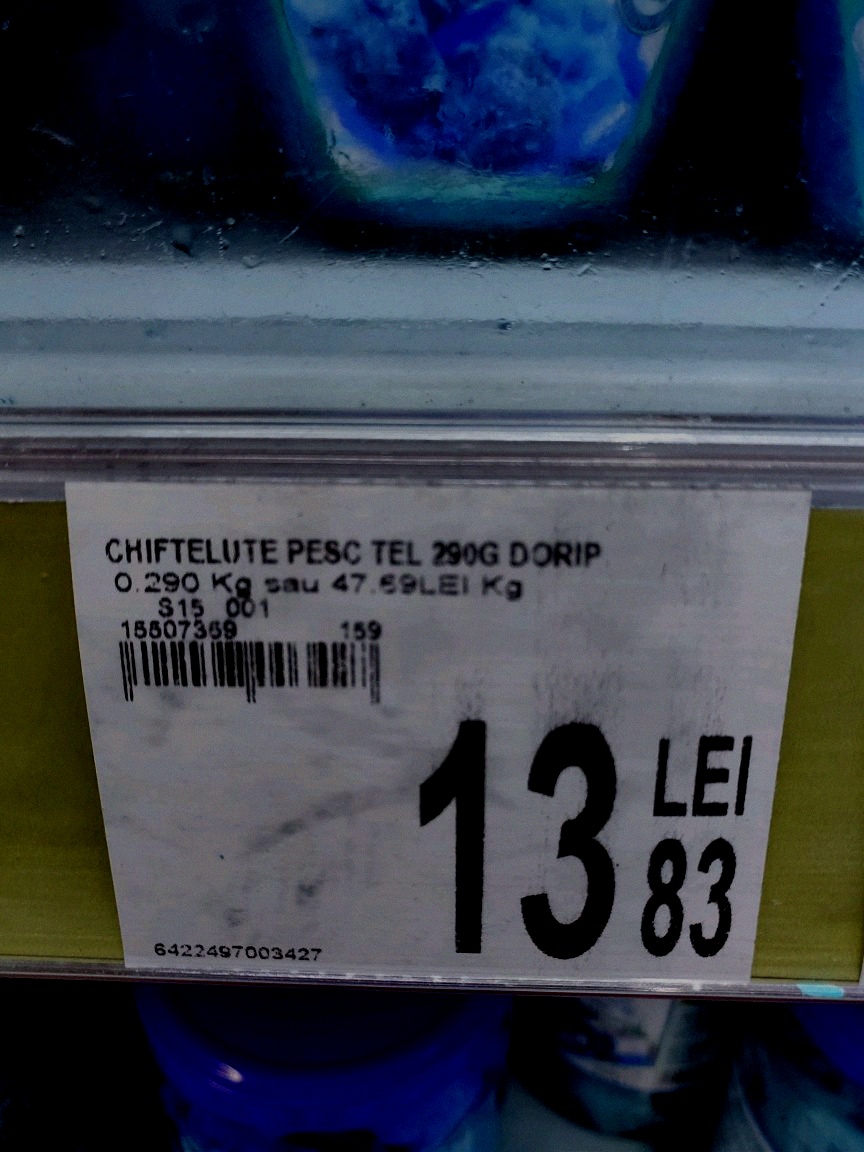 CHIFTELUTE PESC TEL 290G DORIP
0.290 Kg sau 47.69LEI Kg
S15 001
15507369 159
13 LEI 83
6422497003427